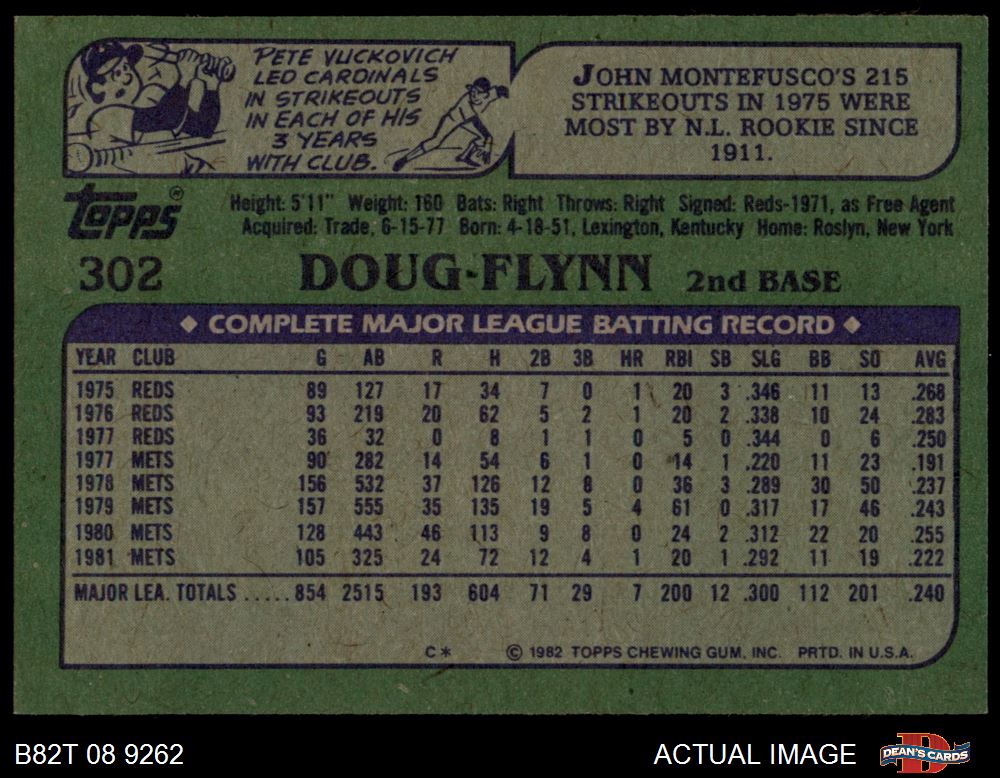 PETE VUCKOVICH
LED CARDINALS
IN STRIKEOUTS
IN EACH OF HIS
3 YEARS
WITH CLUB.
JOHN MONTEFUSCO'S 215
STRIKEOUTS IN 1975 WERE
MOST BY N.L. ROOKIE SINCE
1911.
Topps®
Height: 5'11" Weight: 160 Bats: Right Throws: Right Signed: Reds-1971, as Free Agent
Acquired: Trade, 6-15-77 Born: 4-18-51, Lexington, Kentucky Home: Roslyn, New York
302 DOUG-FLYNN 2nd BASE
◆ COMPLETE MAJOR LEAGUE BATTING RECORD ◆
YEAR CLUB G AB R H 2B 3B HR RBI SB SLG BB SO AVG
1975 REDS 89 127 17 34 7 0 1 20 3 .346 11 13 .268
1976 REDS 93 219 20 62 5 2 1 20 2 .338 10 24 .283
1977 REDS 36 32 0 8 1 1 0 5 0 .344 0 6 .250
1977 METS 90 282 14 54 6 1 0 14 1 .220 11 23 .191
1978 METS 156 532 37 126 12 8 0 36 3 .289 30 50 .237
1979 METS 157 555 35 135 19 5 4 61 0 .317 17 46 .243
1980 METS 128 443 46 113 9 8 0 24 2 .312 22 20 .255
1981 METS 105 325 24 72 12 4 1 20 1 .292 11 19 .222
MAJOR LEA. TOTALS .....854 2515 193 604 71 29 7 200 12 .300 112 201 .240
C* © 1982 TOPPS CHEWING GUM, INC. PRTD. IN U.S.A.
B82T 08 9262 ACTUAL IMAGE DEAN'S CARDS